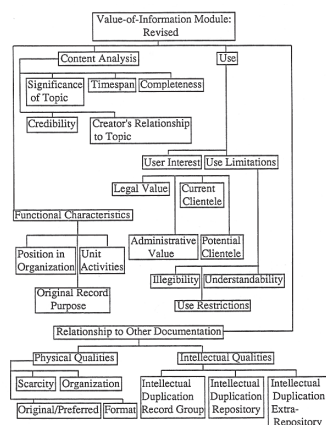 Value-of-Information Module:
Revised
Content Analysis
Use
Significance
of Topic
Timespan
Completeness
Credibility
Creator's Relationship
to Topic
User Interest
Use Limitations
Legal Value
Current
Clientele
Functional Characteristics
Administrative
Value
Potential
Clientele
Position in
Organization
Unit
Activities
Illegibility
Understandability
Original Record
Purpose
Use Restrictions
Relationship to Other Documentation
Physical Qualities
Intellectual Qualities
Scarcity
Organization
Original/Preferred
Format
Intellectual
Duplication
Record Group
Intellectual
Duplication
Repository
Intellectual
Duplication
Extra-
Repository